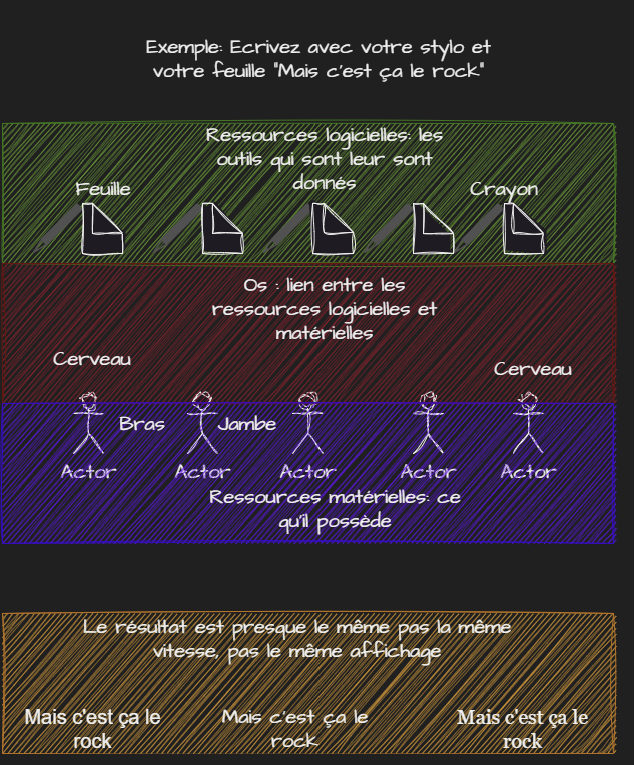 Exemple: Ecrivez avec votre stylo et
votre feuille "Mais c'est ça le rock"
Ressources logicielles: les
outils qui sont leur sont
donnés
Feuille
Crayon
Os : lien entre les
ressources logicielles et
matérielles
Cerveau
Cerveau
Bras
Jambe
Actor
Actor
Actor
Actor
Actor
Ressources matérielles: ce
qu'il possède
Le résultat est presque le même pas la même
vitesse, pas le même affichage
Mais c'est ça le
rock
Mais c'est ça le
rock
Mais c'est ça le
rock